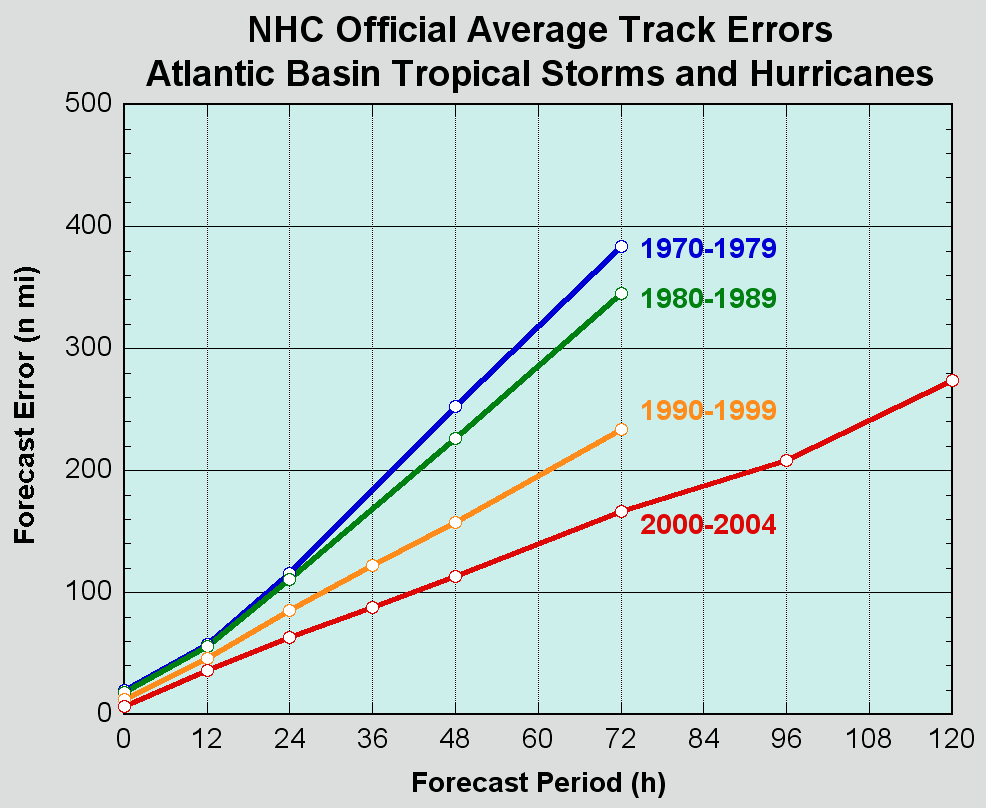 NHC Official Average Track Errors
Atlantic Basin Tropical Storms and Hurricanes
Forecast Error (n mi)
500
400
300
200
100
0
1970-1979
1980-1989
1990-1999
2000-2004
0 12 24 36 48 60 72 84 96 108 120
Forecast Period (h)